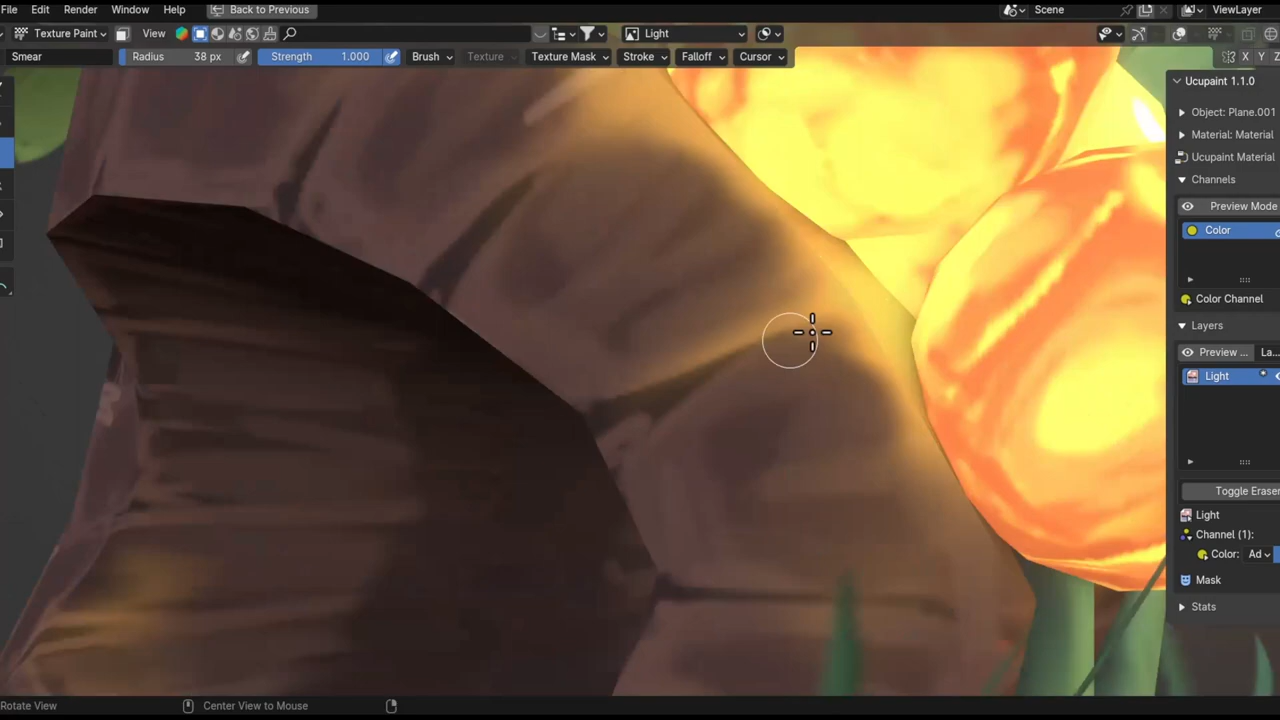 File Edit Render Window Help Back to Previous Scene ViewLayer
Texture Paint View Light
Smear Radius 38 px Strength 1.000 Brush Texture Texture Mask Stroke Falloff Cursor X Y Z
Ucupaint 1.1.0
Object: Plane.001
Material: Material
Ucupaint Material
Channels
Preview Mode
Color
Color Channel
Layers
Preview ... La...
Light
Toggle Eraser
Light
Channel (1):
Color: Ad
Mask
Stats
Rotate View Center View to Mouse